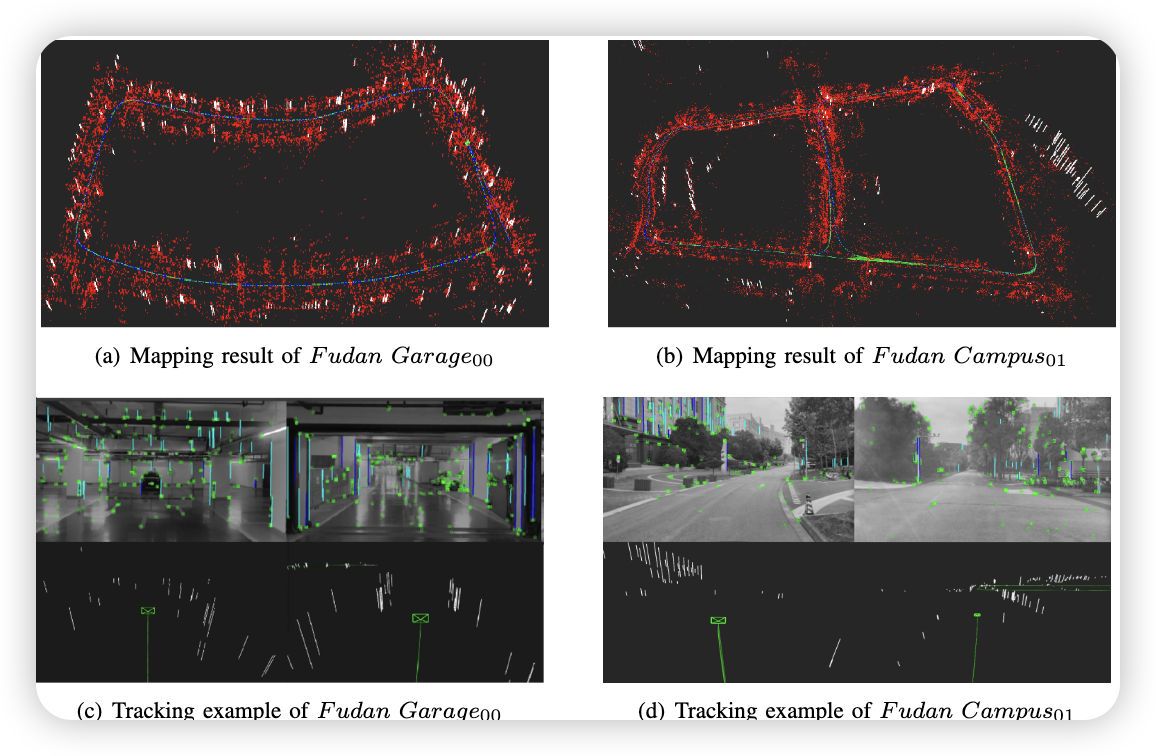 (a) Mapping result of Fudan Garage00
(b) Mapping result of Fudan Campus01
(c) Tracking example of Fudan Garage00
(d) Tracking example of Fudan Campus01